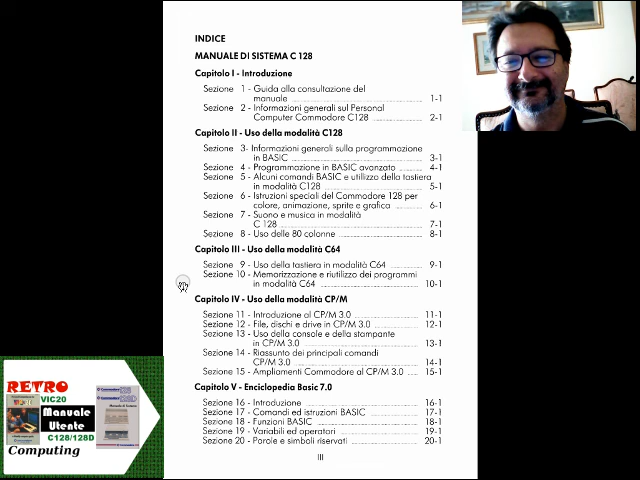 INDICE
MANUALE DI SISTEMA C 128
Capitolo I - Introduzione
Sezione 1 - Guida alla consultazione del
manuale 1-1
Sezione 2 - Informazioni generali sul Personal
Computer Commodore C128 2-1
Capitolo II - Uso della modalità C128
Sezione 3- Informazioni generali sulla programmazione
in BASIC 3-1
Sezione 4 - Programmazione in BASIC avanzato 4-1
Sezione 5 - Alcuni comandi BASIC e utilizzo della tastiera
in modalità C128 5-1
Sezione 6 - Istruzioni speciali del Commodore 128 per
colore, animazione, sprite e grafica 6-1
Sezione 7 - Suono e musica in modalità
C 128 7-1
Sezione 8 - Uso delle 80 colonne 8-1
Capitolo III - Uso della modalità C64
Sezione 9 - Uso della tastiera in modalità C64 9-1
Sezione 10 - Memorizzazione e riutilizzo dei programmi
in modalità C64 10-1
Capitolo IV - Uso della modalità CP/M
Sezione 11 - Introduzione al CP/M 3.0 11-1
Sezione 12 - File, dischi e drive in CP/M 3.0 12-1
Sezione 13 - Uso della console e della stampante
in CP/M 3.0 13-1
Sezione 14 - Riassunto dei principali comandi
CP/M 3.0 14-1
Sezione 15 - Ampliamenti Commodore al CP/M 3.0 15-1
Capitolo V - Enciclopedia Basic 7.0
Sezione 16 - Introduzione 16-1
Sezione 17 - Comandi ed istruzioni BASIC 17-1
Sezione 18 - Funzioni BASIC 18-1
Sezione 19 - Variabili ed operatori 19-1
Sezione 20 - Parole e simboli riservati 20-1
III
RETRO
VIC20
Manuale
Utente
C128/128D
Computing